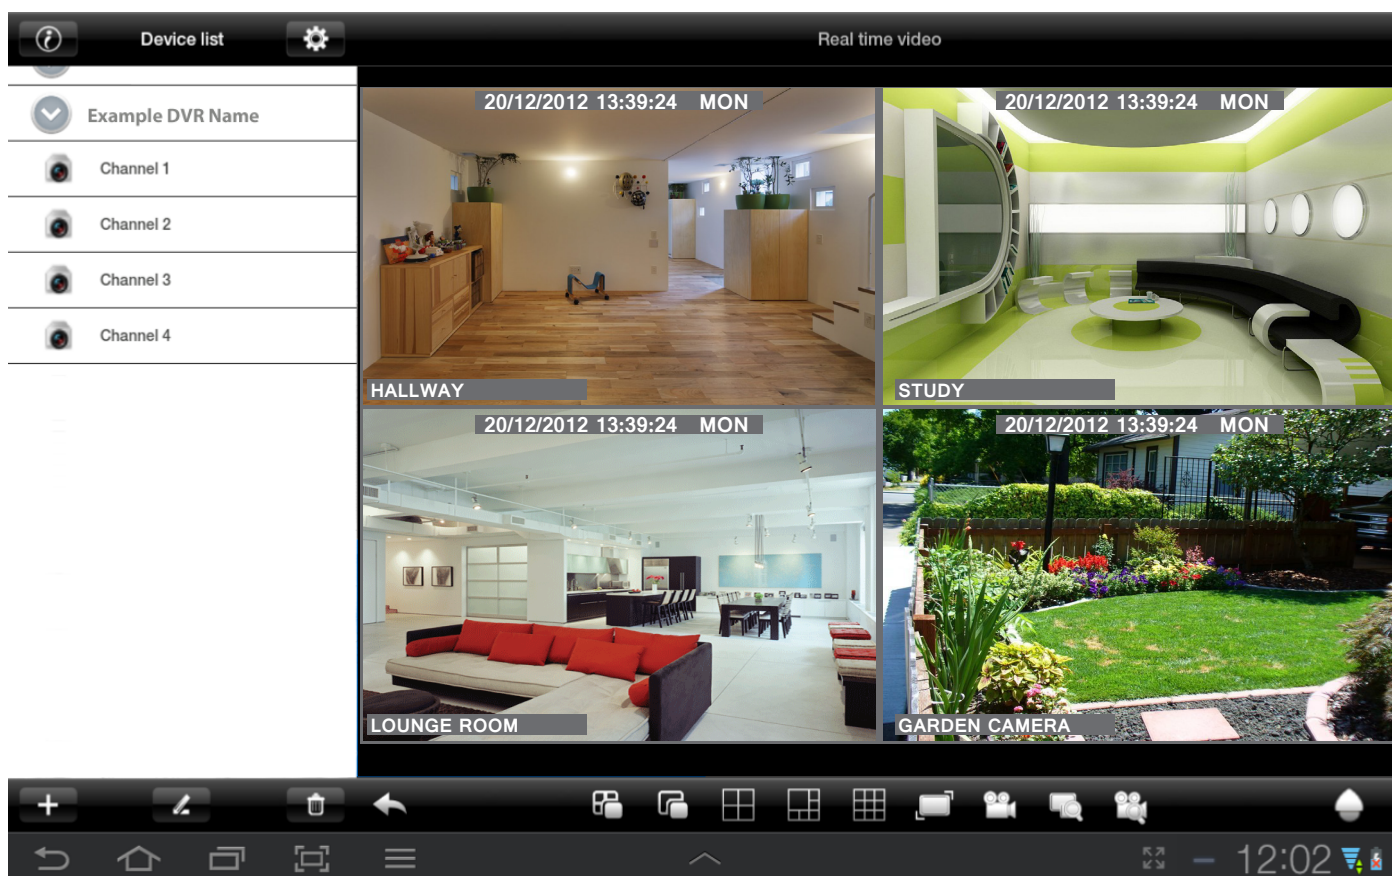 Device list
Real time video
Example DVR Name
Channel 1
Channel 2
Channel 3
Channel 4
20/12/2012 13:39:24 MON
HALLWAY
20/12/2012 13:39:24 MON
STUDY
20/12/2012 13:39:24 MON
LOUNGE ROOM
20/12/2012 13:39:24 MON
GARDEN CAMERA
12:02